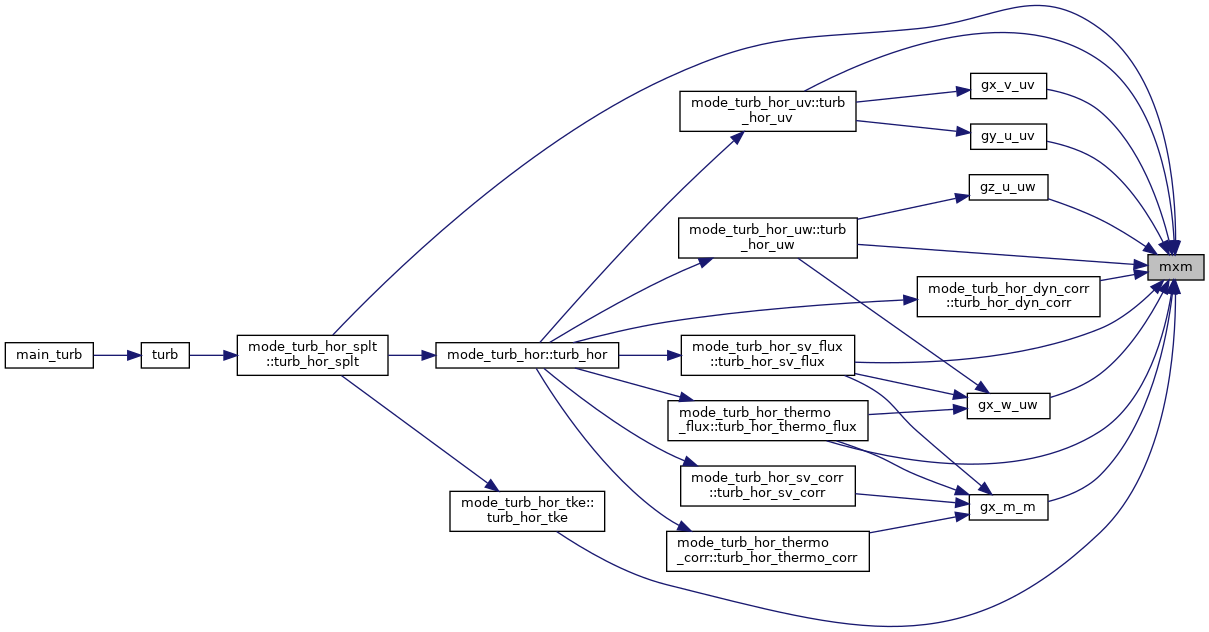 main_turb
turb
mode_turb_hor_splt
::turb_hor_splt
mode_turb_hor_tke::
turb_hor_tke
mode_turb_hor::turb_hor
mode_turb_hor_uv::turb
_hor_uv
mode_turb_hor_uw::turb
_hor_uw
mode_turb_hor_dyn_corr
::turb_hor_dyn_corr
mode_turb_hor_sv_flux
::turb_hor_sv_flux
mode_turb_hor_thermo
_flux::turb_hor_thermo_flux
mode_turb_hor_sv_corr
::turb_hor_sv_corr
mode_turb_hor_thermo
_corr::turb_hor_thermo_corr
gx_v_uv
gy_u_uv
gz_u_uw
gx_w_uw
gx_m_m
mxm